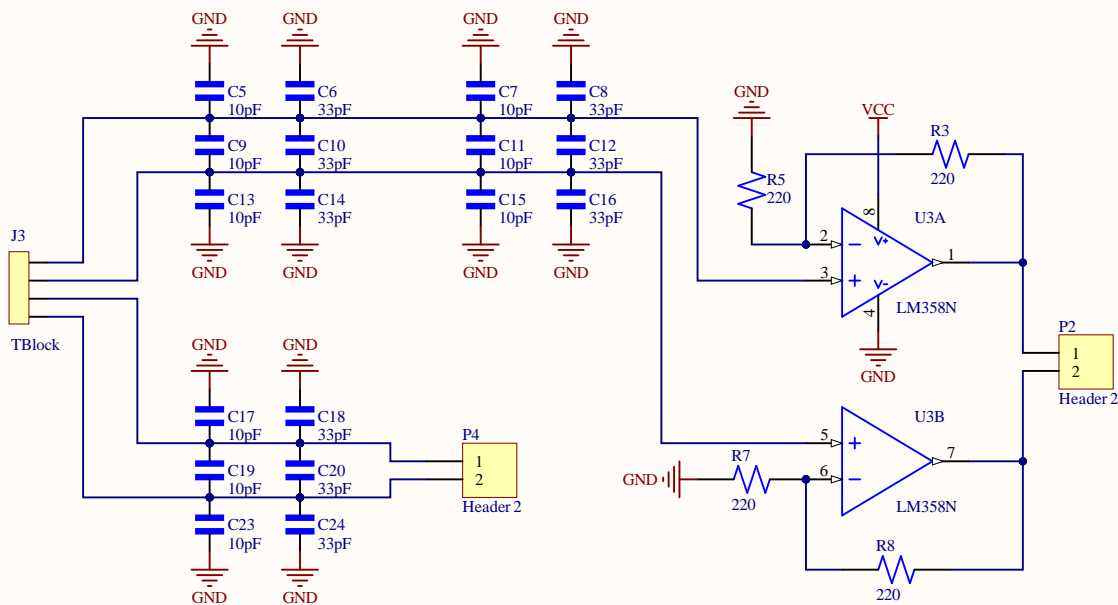 GND
GND
GND
GND
C5
10pF
C6
33pF
C7
10pF
C8
33pF
C9
10pF
C10
33pF
C11
10pF
C12
33pF
C13
10pF
C14
33pF
C15
10pF
C16
33pF
GND
GND
GND
GND
J3
TBlock
GND
GND
C17
10pF
C18
33pF
C19
10pF
C20
33pF
C23
10pF
C24
33pF
GND
GND
P4
1
2
Header 2
GND
R5
220
VCC
R3
220
U3A
8
2
V+
3
V-
1
4
LM358N
GND
P2
1
2
Header 2
U3B
5
6
7
LM358N
GND
R7
220
R8
220